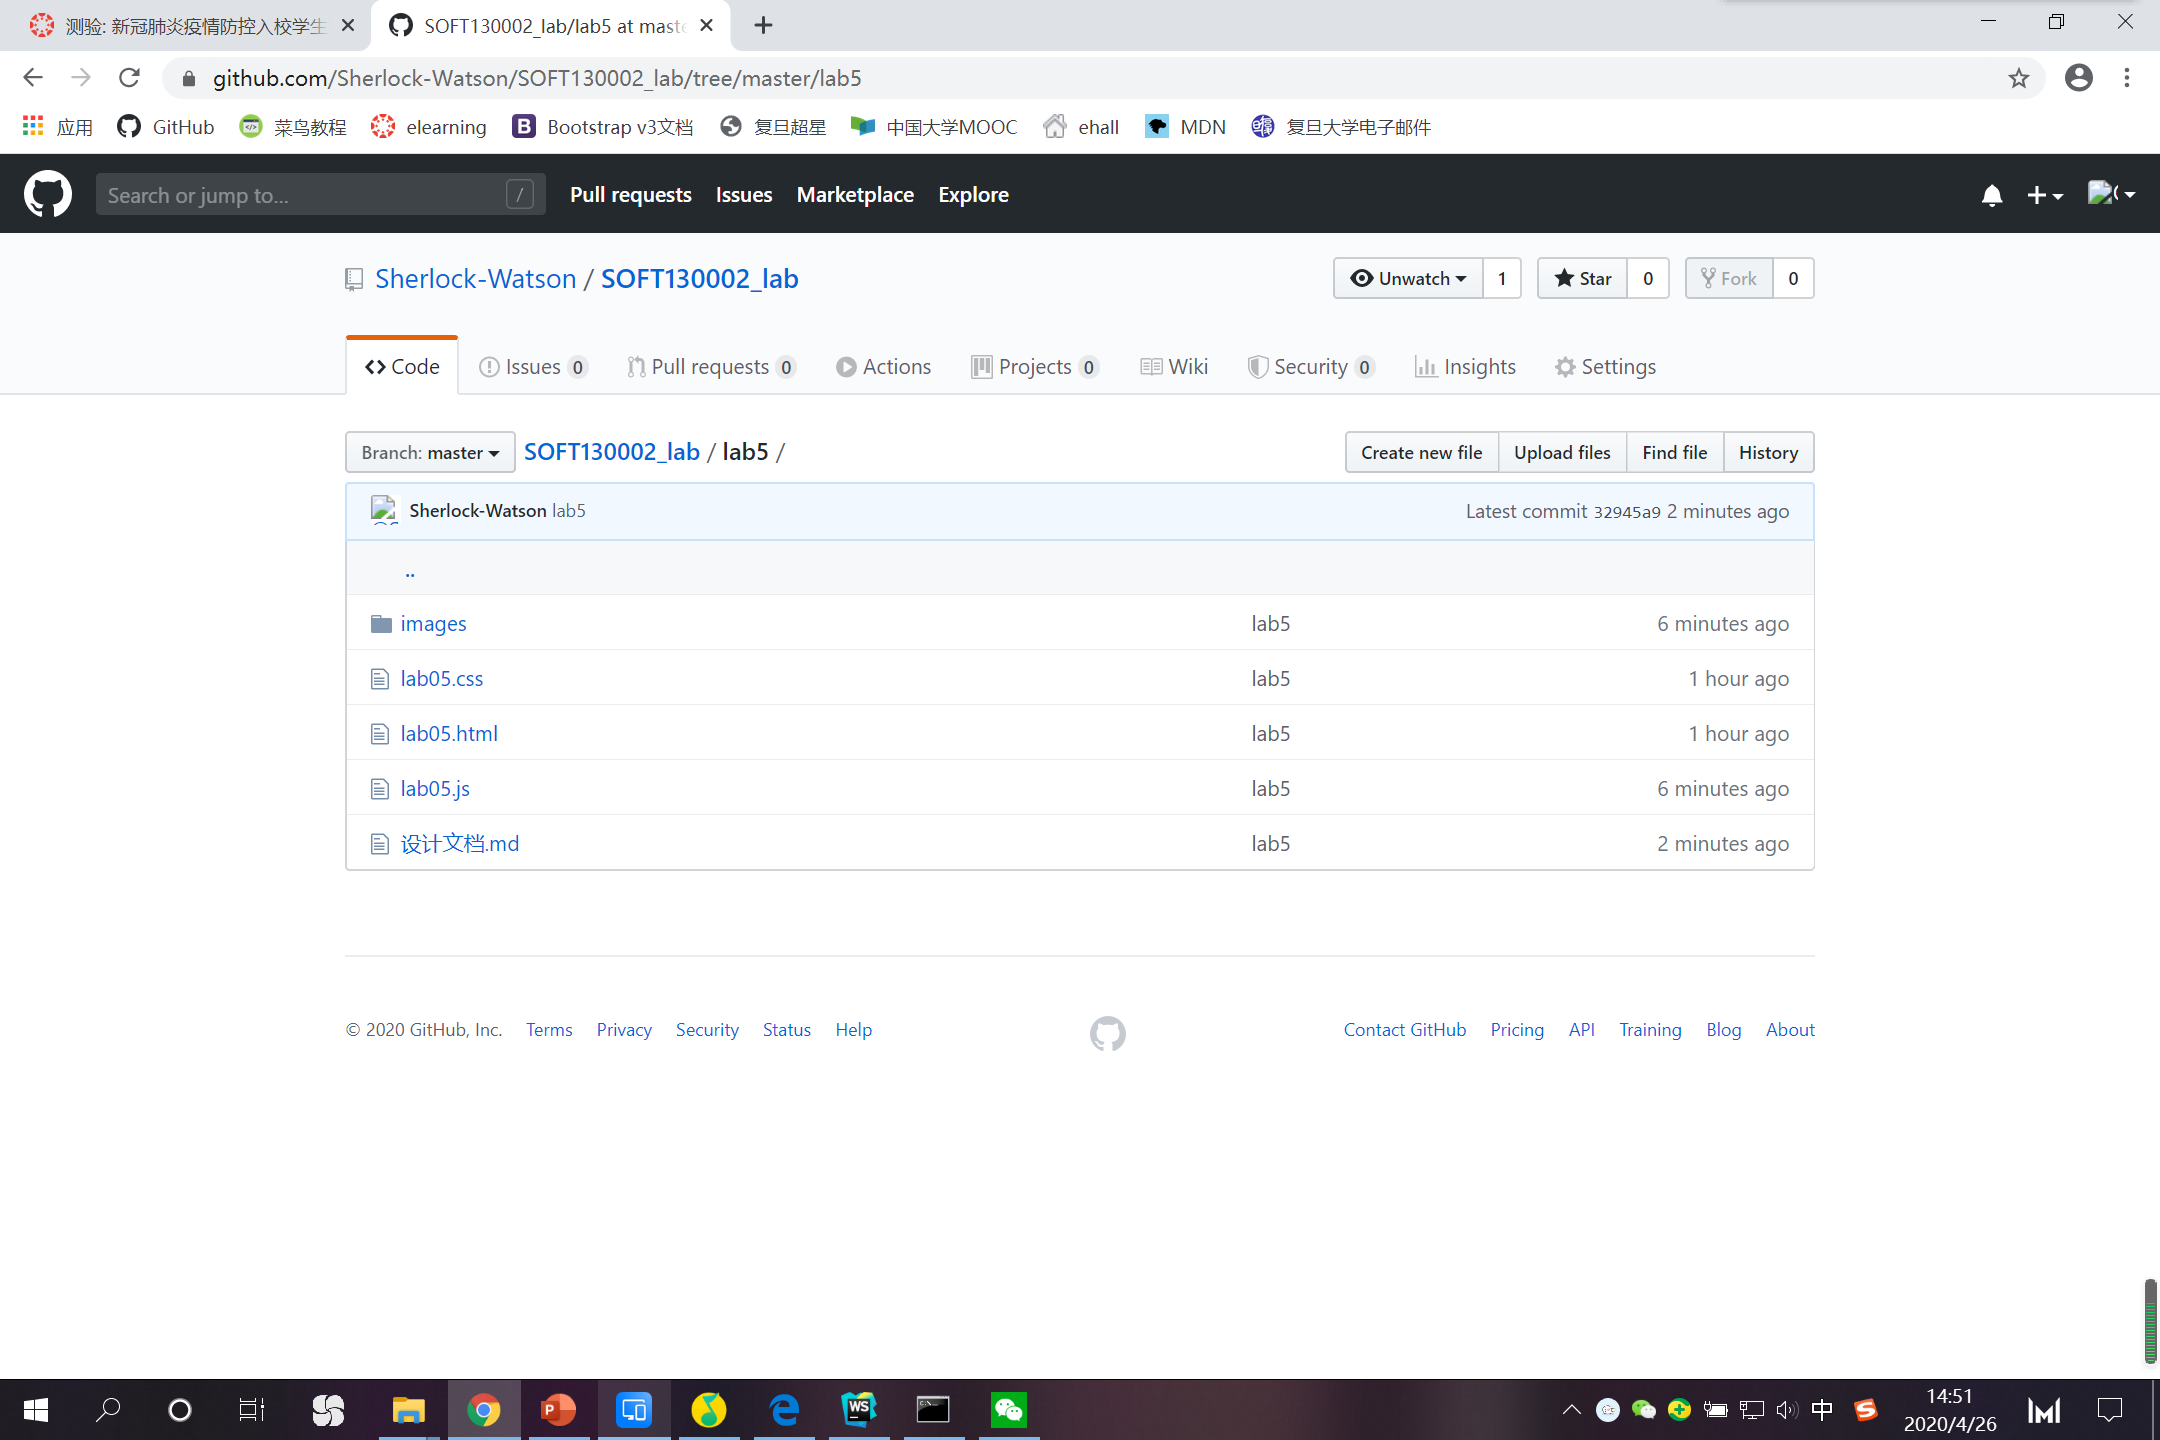 测验: 新冠肺炎疫情防控入校学生
SOFT130002_lab/lab5 at maste
github.com/Sherlock-Watson/SOFT130002_lab/tree/master/lab5
应用 GitHub 菜鸟教程 elearning Bootstrap v3文档 复旦超星 中国大学MOOC ehall MDN 复旦大学电子邮件
Search or jump to... / Pull requests Issues Marketplace Explore
Sherlock-Watson / SOFT130002_lab Unwatch 1 Star 0 Fork 0
Code Issues 0 Pull requests 0 Actions Projects 0 Wiki Security 0 Insights Settings
Branch: master SOFT130002_lab / lab5 / Create new file Upload files Find file History
Sherlock-Watson lab5 Latest commit 32945a9 2 minutes ago
..
images lab5 6 minutes ago
lab05.css lab5 1 hour ago
lab05.html lab5 1 hour ago
lab05.js lab5 6 minutes ago
设计文档.md lab5 2 minutes ago
© 2020 GitHub, Inc. Terms Privacy Security Status Help Contact GitHub Pricing API Training Blog About
中 14:51
2020/4/26